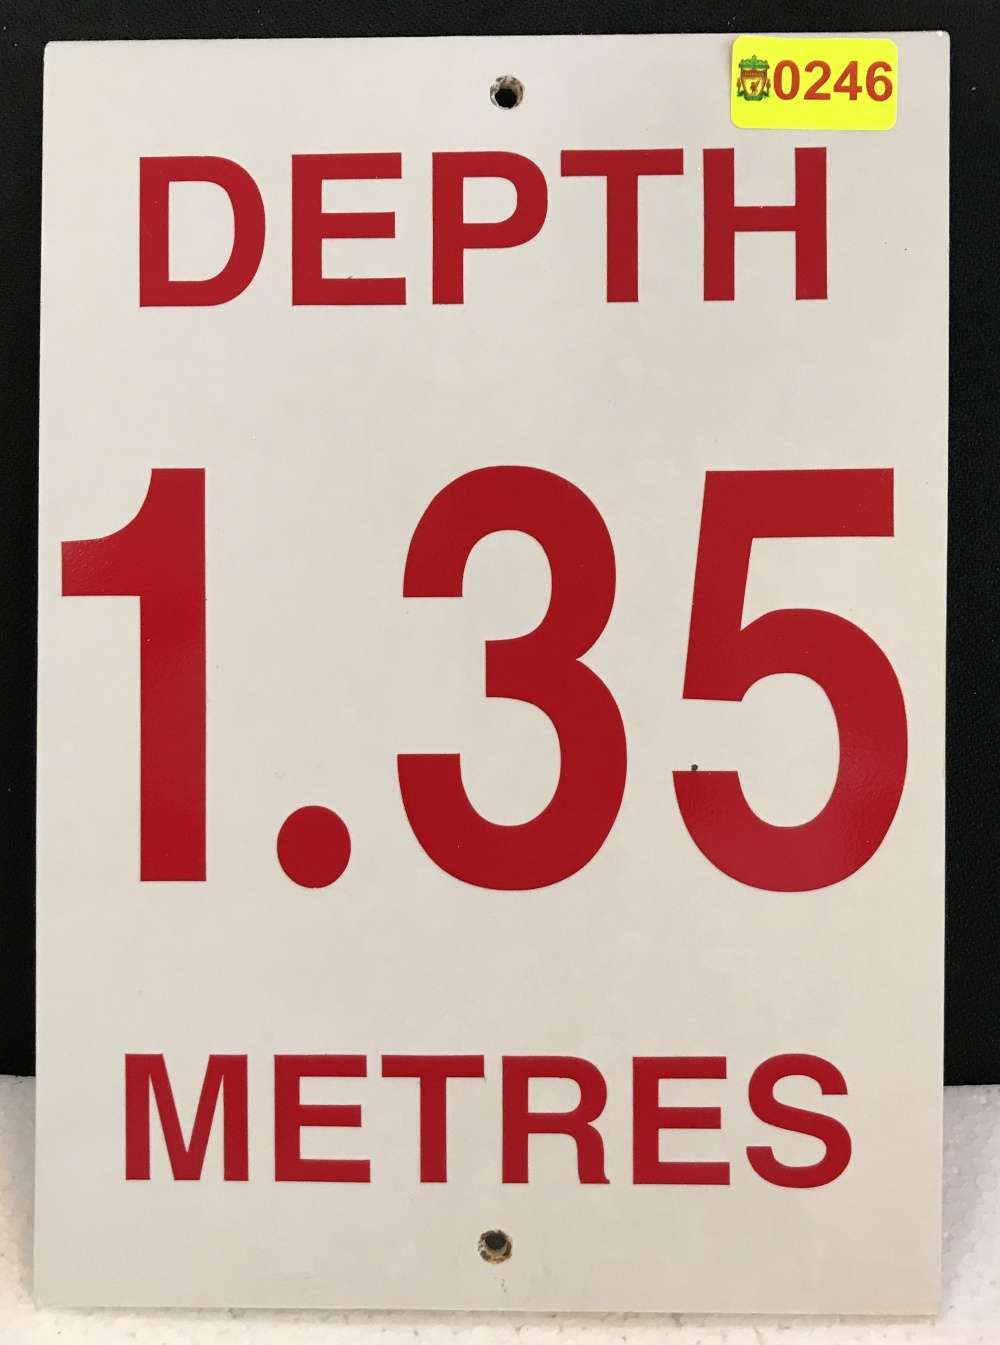 0246
DEPTH
1.35
METRES